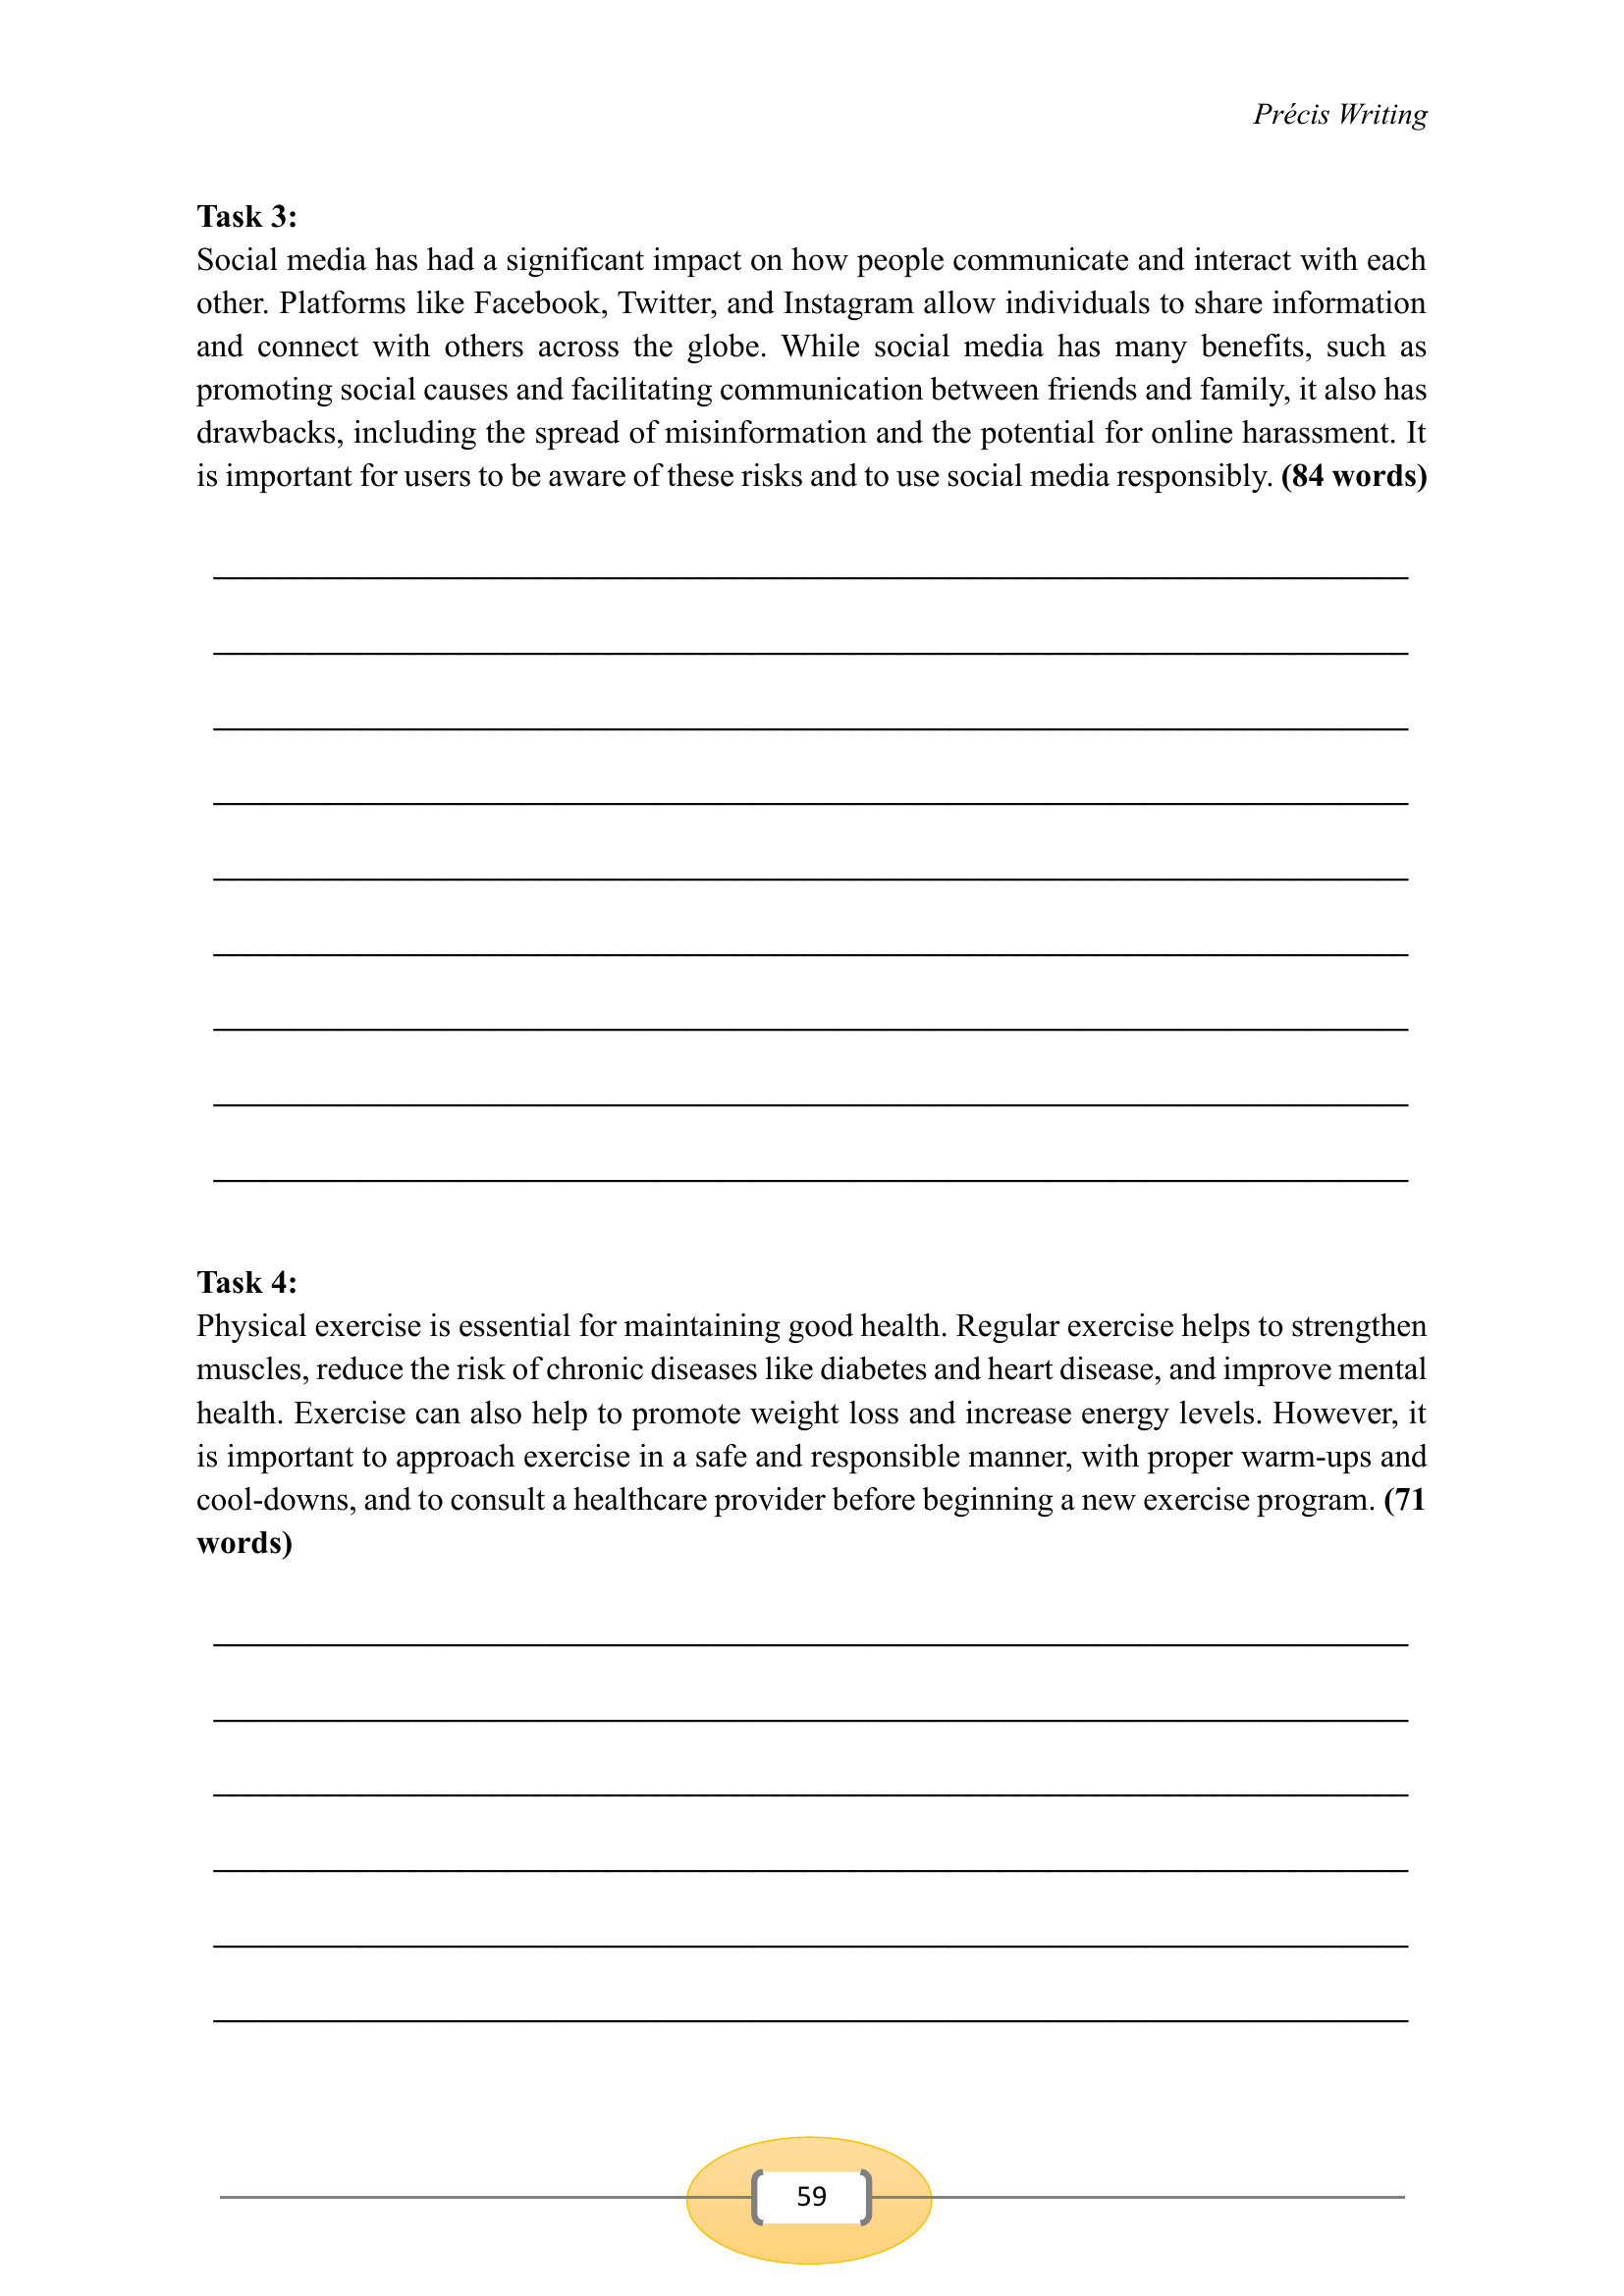 Précis Writing
Task 3:
Social media has had a significant impact on how people communicate and interact with each
other. Platforms like Facebook, Twitter, and Instagram allow individuals to share information
and connect with others across the globe. While social media has many benefits, such as
promoting social causes and facilitating communication between friends and family, it also has
drawbacks, including the spread of misinformation and the potential for online harassment. It
is important for users to be aware of these risks and to use social media responsibly. (84 words)
Task 4:
Physical exercise is essential for maintaining good health. Regular exercise helps to strengthen
muscles, reduce the risk of chronic diseases like diabetes and heart disease, and improve mental
health. Exercise can also help to promote weight loss and increase energy levels. However, it
is important to approach exercise in a safe and responsible manner, with proper warm-ups and
cool-downs, and to consult a healthcare provider before beginning a new exercise program. (71
words)
59